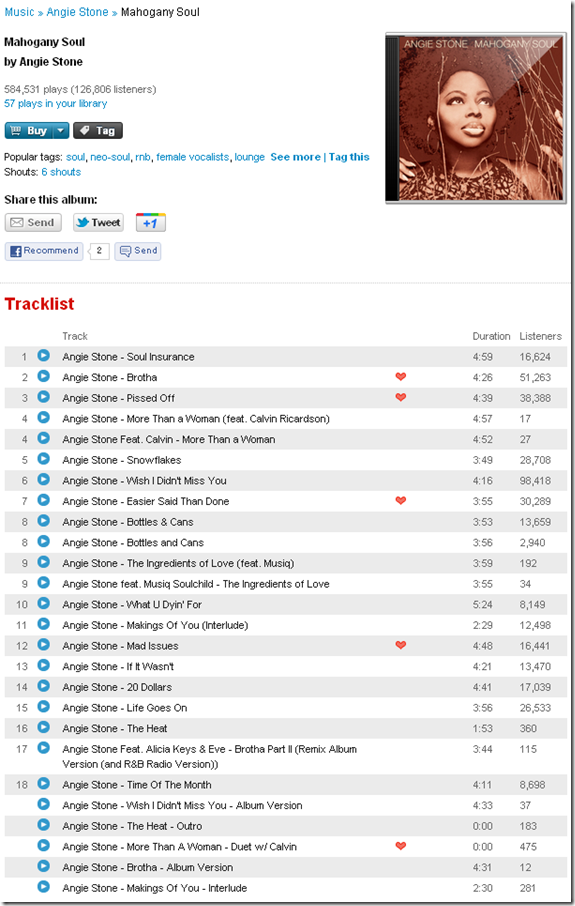 Music » Angie Stone » Mahogany Soul
Mahogany Soul
by Angie Stone
584,531 plays (126,806 listeners)
57 plays in your library
Buy Tag
Popular tags: soul, neo-soul, rnb, female vocalists, lounge See more | Tag this
Shouts: 6 shouts
Share this album:
Send Tweet +1
Recommend 2 Send
ANGIE STONE MAHOGANY SOUL
Tracklist
Track Duration Listeners
1 Angie Stone - Soul Insurance 4:59 16,624
2 Angie Stone - Brotha 4:26 51,263
3 Angie Stone - Pissed Off 4:39 38,388
4 Angie Stone - More Than a Woman (feat. Calvin Ricardson) 4:57 17
4 Angie Stone Feat. Calvin - More Than a Woman 4:52 27
5 Angie Stone - Snowflakes 3:49 28,708
6 Angie Stone - Wish I Didn't Miss You 4:16 98,418
7 Angie Stone - Easier Said Than Done 3:55 30,289
8 Angie Stone - Bottles & Cans 3:53 13,659
8 Angie Stone - Bottles and Cans 3:56 2,940
9 Angie Stone - The Ingredients of Love (feat. Musiq) 3:59 192
9 Angie Stone feat. Musiq Soulchild - The Ingredients of Love 3:55 34
10 Angie Stone - What U Dyin' For 5:24 8,149
11 Angie Stone - Makings Of You (Interlude) 2:29 12,498
12 Angie Stone - Mad Issues 4:48 16,441
13 Angie Stone - If It Wasn't 4:21 13,470
14 Angie Stone - 20 Dollars 4:41 17,039
15 Angie Stone - Life Goes On 3:56 26,533
16 Angie Stone - The Heat 1:53 360
17 Angie Stone Feat. Alicia Keys & Eve - Brotha Part II (Remix Album 3:44 115
Version (and R&B Radio Version))
18 Angie Stone - Time Of The Month 4:11 8,698
Angie Stone - Wish I Didn't Miss You - Album Version 4:33 37
Angie Stone - The Heat - Outro 0:00 183
Angie Stone - More Than A Woman - Duet w/ Calvin 0:00 475
Angie Stone - Brotha - Album Version 4:31 12
Angie Stone - Makings Of You - Interlude 2:30 281